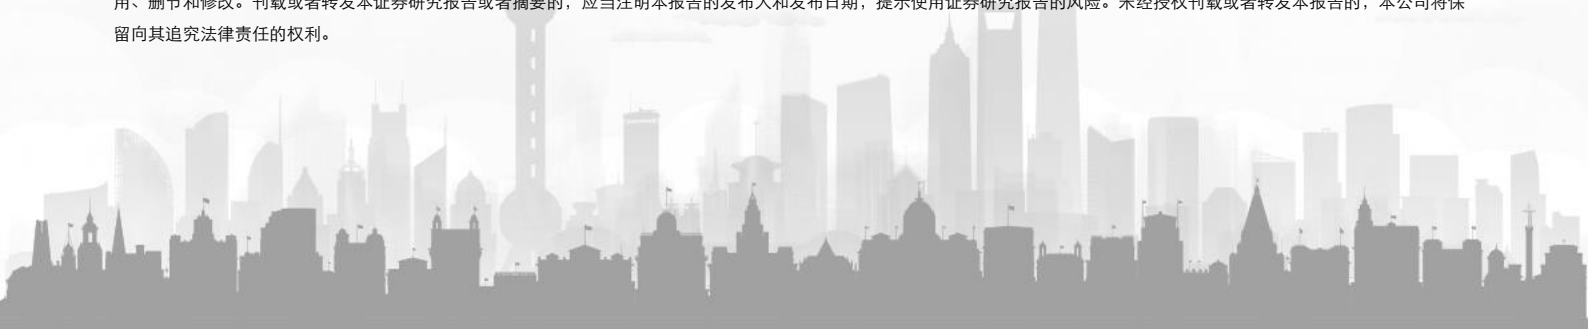 用、删节和修改。刊载或者转发本证券研究报告或者摘要的，应当注明本报告的发布人和发布日期，提示使用证券研究报告的风险。未经授权刊载或者转发本报告的，本公司将保
留向其追究法律责任的权利。